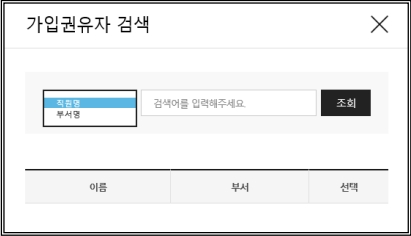 가입권유자 검색
직원명
부서명
검색어를 입력해주세요.
조회
이름 부서 선택